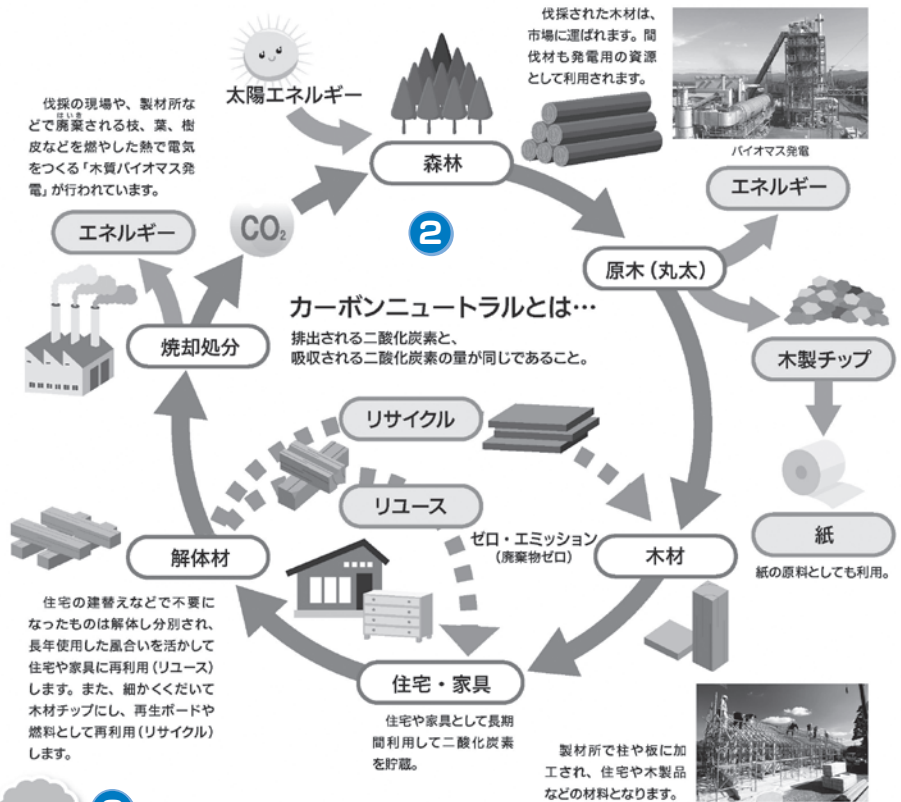 伐採された木材は、
市場に運ばれます。間
伐材も発電用の資源
として利用されます。
バイオマス発電
太陽エネルギー
伐採の現場や、製材所な
どで廃棄される枝、葉、樹
はいき
皮などを燃やした熱で電気
をつくる「木質バイオマス発
電」が行われています。
森林
エネルギー
エネルギー
CO₂
2
原木（丸太）
カーボンニュートラルとは…
排出される二酸化炭素と、
吸収される二酸化炭素の量が同じであること。
焼却処分
木製チップ
リサイクル
リユース
ゼロ・エミッション
（廃棄物ゼロ）
紙
紙の原料としても利用。
解体材
木材
住宅の建替えなどで不要に
なったものは解体し分別され、
長年使用した風合いを活かして
住宅や家具に再利用（リユース）
します。また、細かくくだいて
木材チップにし、再生ボードや
燃料として再利用（リサイクル）
します。
住宅・家具
住宅や家具として長期
間利用して二酸化炭素
を貯蔵。
製材所で柱や板に加
工され、住宅や木製品
などの材料となります。